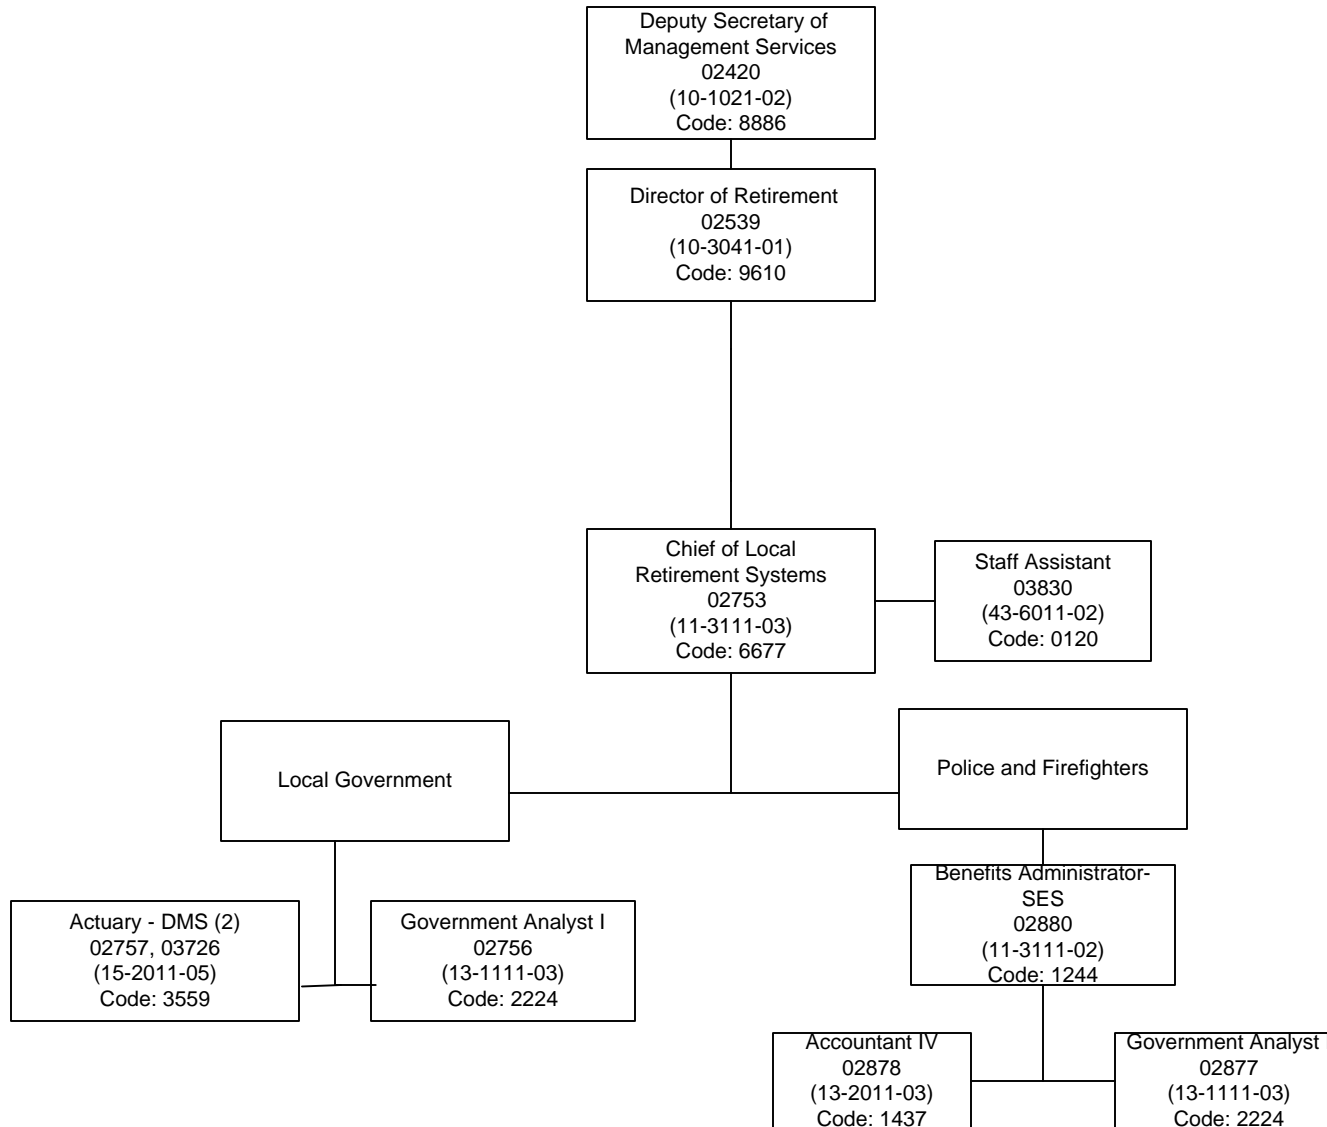 Deputy Secretary of
Management Services
02420
(10-1021-02)
Code: 8886
Director of Retirement
02539
(10-3041-01)
Code: 9610
Chief of Local
Retirement Systems
02753
(11-3111-03)
Code: 6677
Staff Assistant
03830
(43-6011-02)
Code: 0120
Local Government
Police and Firefighters
Actuary - DMS (2)
02757, 03726
(15-2011-05)
Code: 3559
Government Analyst I
02756
(13-1111-03)
Code: 2224
Benefits Administrator-
SES
02880
(11-3111-02)
Code: 1244
Accountant IV
02878
(13-2011-03)
Code: 1437
Government Analyst
02877
(13-1111-03)
Code: 2224